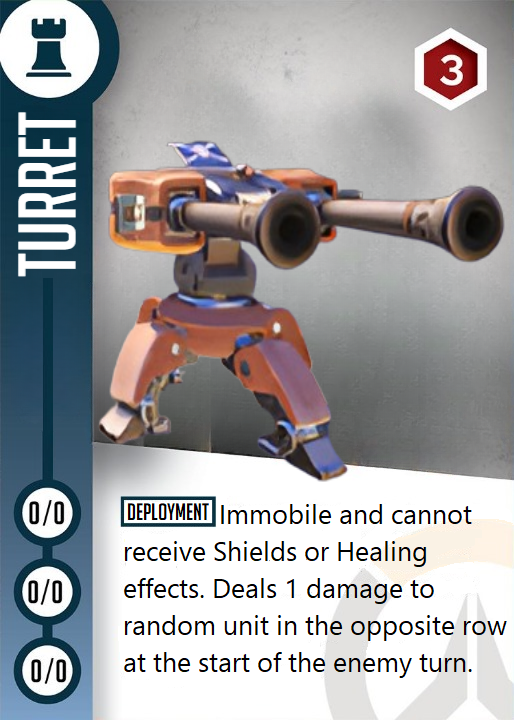 3
TURRET
0/0
0/0
0/0
DEPLOYMENT Immobile and cannot
receive Shields or Healing
effects. Deals 1 damage to
random unit in the opposite row
at the start of the enemy turn.